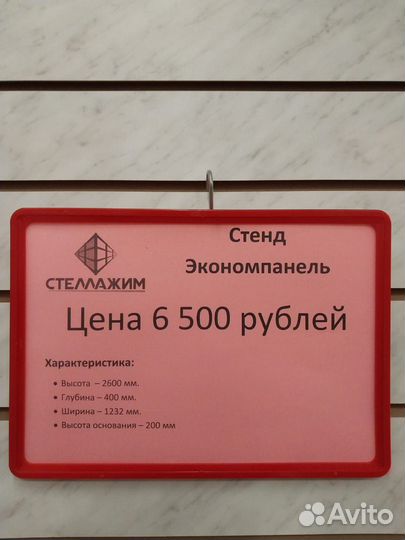 Стенд
Экономпанель
СТЕЛЛАЖИМ
Цена 6 500 рублей
Характеристика:
• Высота – 2600 мм.
• Глубина – 400 мм.
• Ширина – 1232 мм.
• Высота основания – 200 мм
Avito